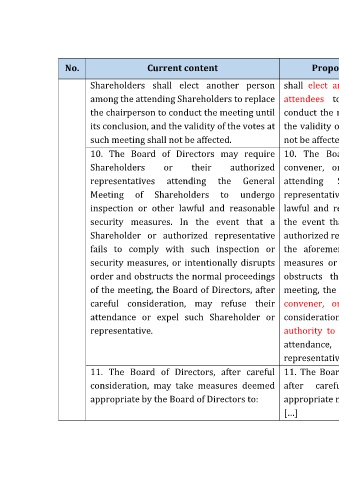 No.
Current content
Propo
Shareholders shall elect another person
among the attending Shareholders to replace
the chairperson to conduct the meeting until
its conclusion, and the validity of the votes at
such meeting shall not be affected.
shall elect an
attendees to
conduct the m
the validity o
not be affecte
10. The Board of Directors may require
Shareholders or their authorized
representatives attending the General
Meeting of Shareholders to undergo
inspection or other lawful and reasonable
security measures. In the event that a
Shareholder or authorized representative
fails to comply with such inspection or
security measures, or intentionally disrupts
order and obstructs the normal proceedings
of the meeting, the Board of Directors, after
careful consideration, may refuse their
attendance or expel such Shareholder or
representative.
10. The Boa
convener, or
attending S
representativ
lawful and re
the event tha
authorized re
the aforemen
measures or
obstructs th
meeting, the
convener, or
consideration
authority to
attendance,
representativ
11. The Board of Directors, after careful
consideration, may take measures deemed
appropriate by the Board of Directors to:
11. The Boar
after carefu
appropriate m
[...]